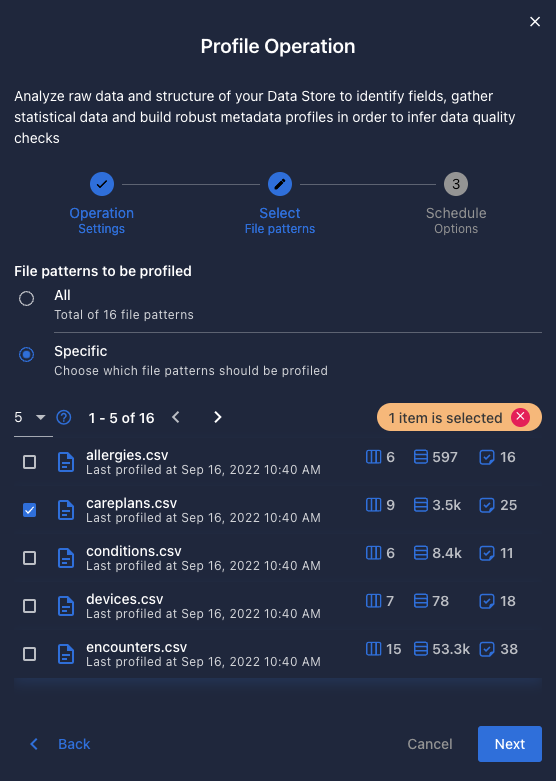 Profile Operation
Analyze raw data and structure of your Data Store to identify fields, gather
statistical data and build robust metadata profiles in order to infer data quality
checks
3
Operation
Settings
Select
File patterns
Schedule
Options
File patterns to be profiled
All
Total of 16 file patterns
Specific
Choose which file patterns should be profiled
5 1 - 5 of 16 1 item is selected
allergies.csv 6 597 16
Last profiled at Sep 16, 2022 10:40 AM
careplans.csv 9 3.5k 25
Last profiled at Sep 16, 2022 10:40 AM
conditions.csv 6 8.4k 11
Last profiled at Sep 16, 2022 10:40 AM
devices.csv 7 78 18
Last profiled at Sep 16, 2022 10:40 AM
encounters.csv 15 53.3k 38
Last profiled at Sep 16, 2022 10:40 AM
Back Cancel Next